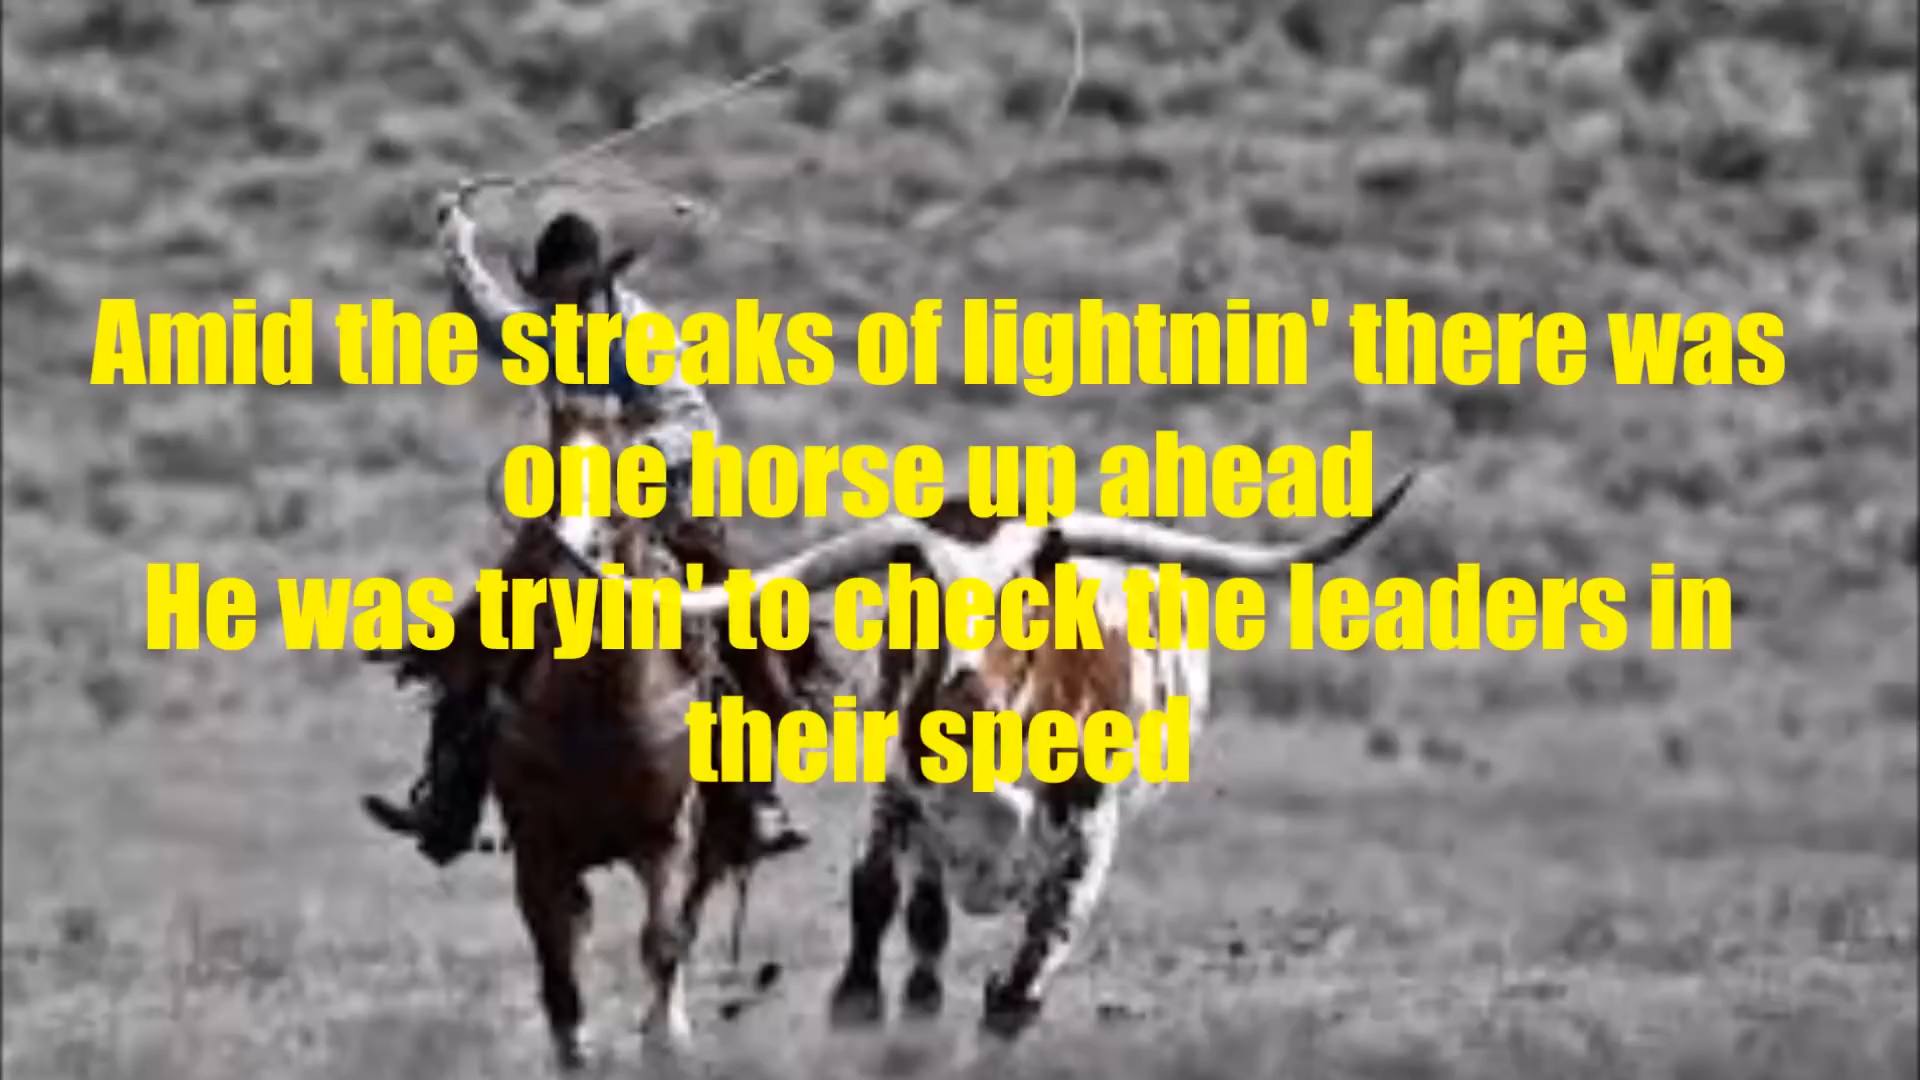 Amid the streaks of lightnin' there was
one horse up ahead
He was tryin' to check the leaders in
their speed